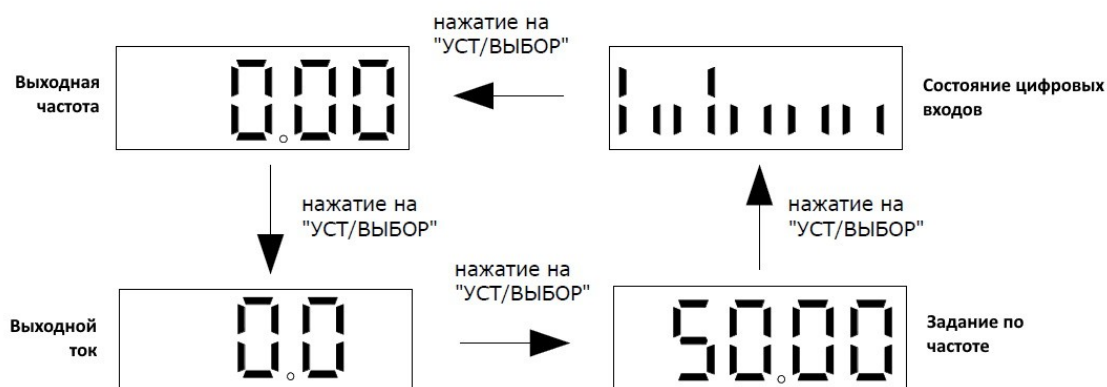 нажатие на
"УСТ/ВЫБОР"
Выходная
частота
0.00
Состояние цифровых
входов
нажатие на
"УСТ/ВЫБОР"
нажатие на
"УСТ/ВЫБОР"
нажатие на
"УСТ/ВЫБОР"
Выходной
ток
0.0
50.00
Задание по
частоте